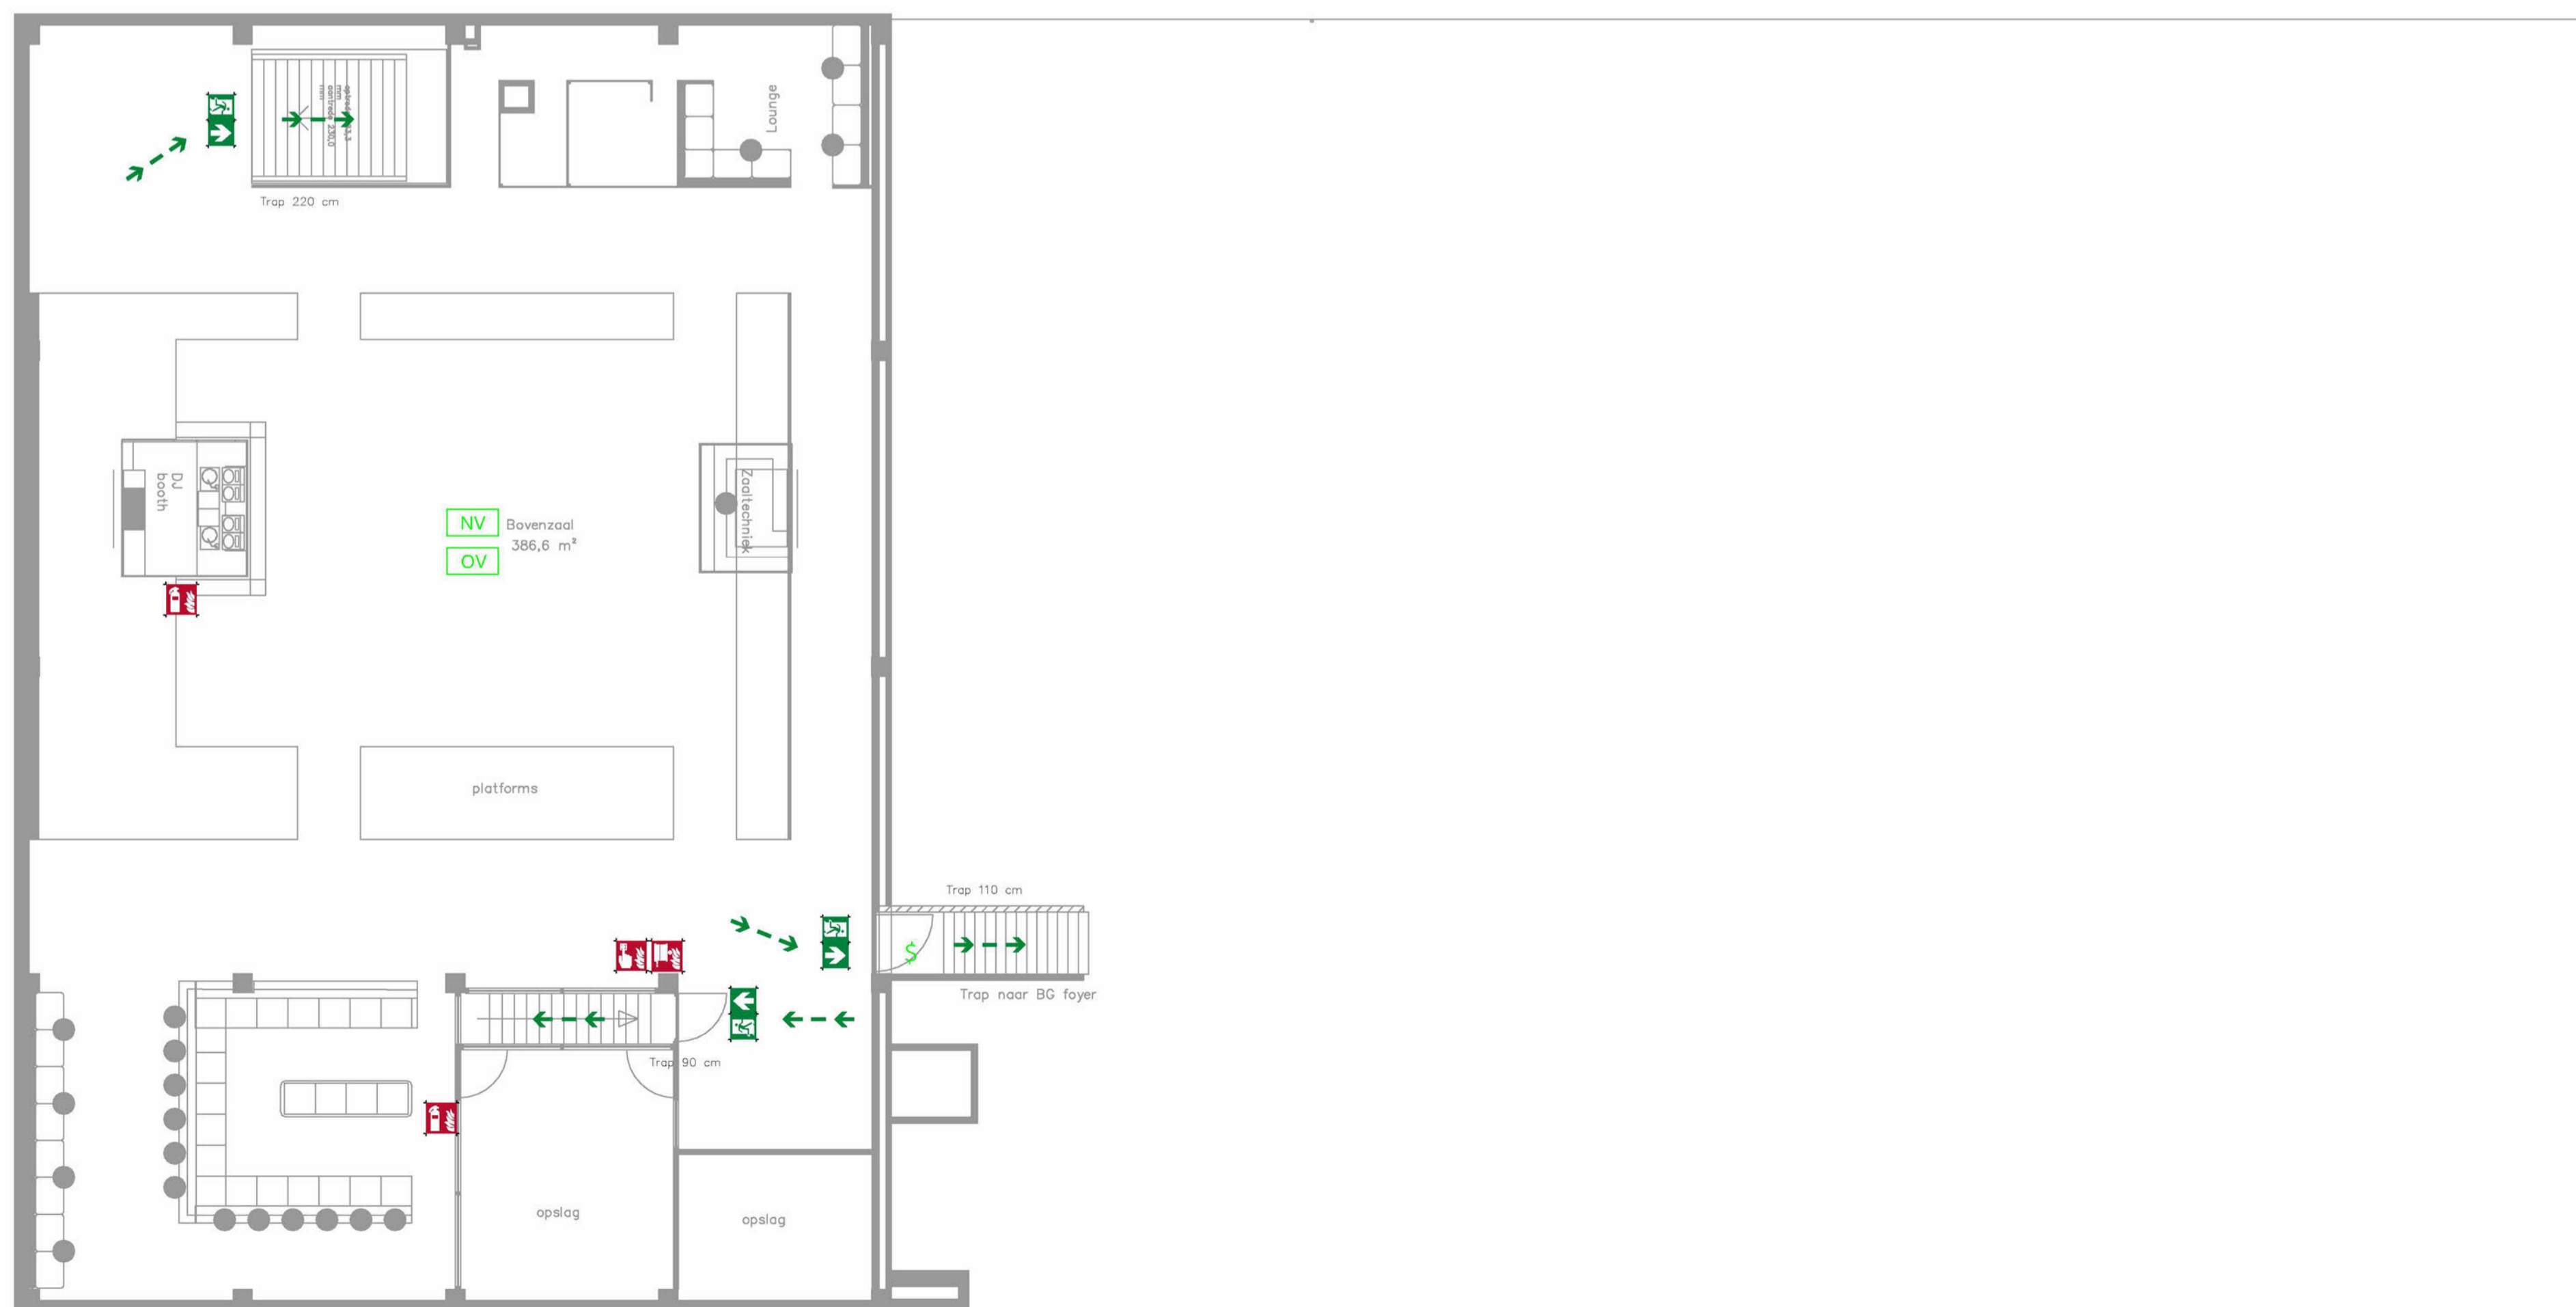 Lounge
Trap 220 cm
DJ
booth
NV
OV
Bovenzaal
386,6 m²
Zaaltechniek
platforms
Trap 110 cm
$
Trap naar BG foyer
Trap 90 cm
opslag
opslag